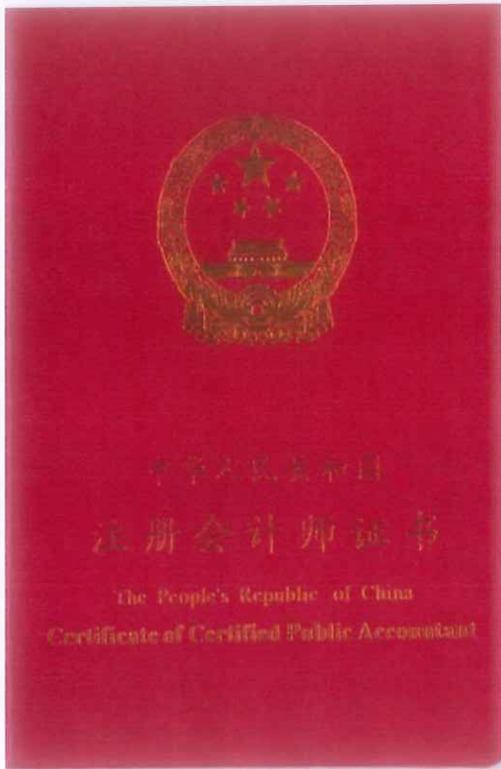 中华人民共和国
注册会计师证书
The People's Republic of China
Certificate of Certified Public Accountant